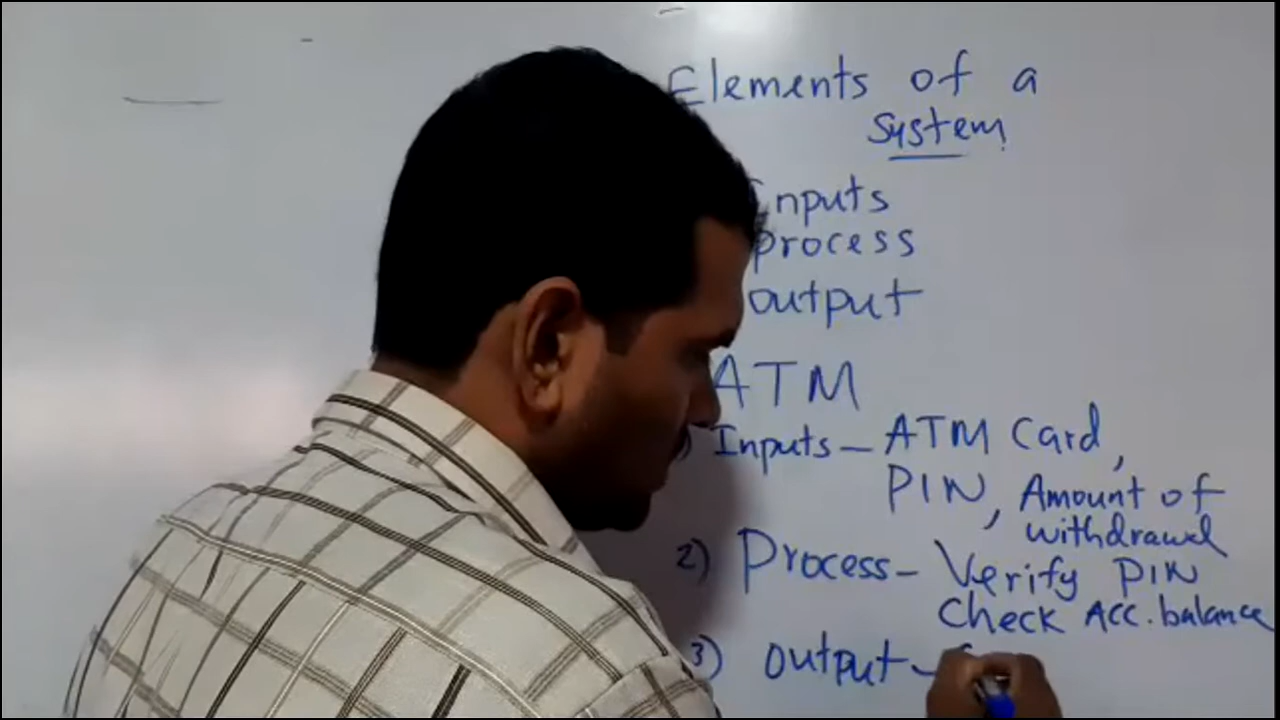 Elements of a
System
Inputs
process
output
ATM
) Inputs - ATM Card,
PIN, Amount of
withdrawal
2) Process - Verify PIN
Check Acc. balance
3) output -